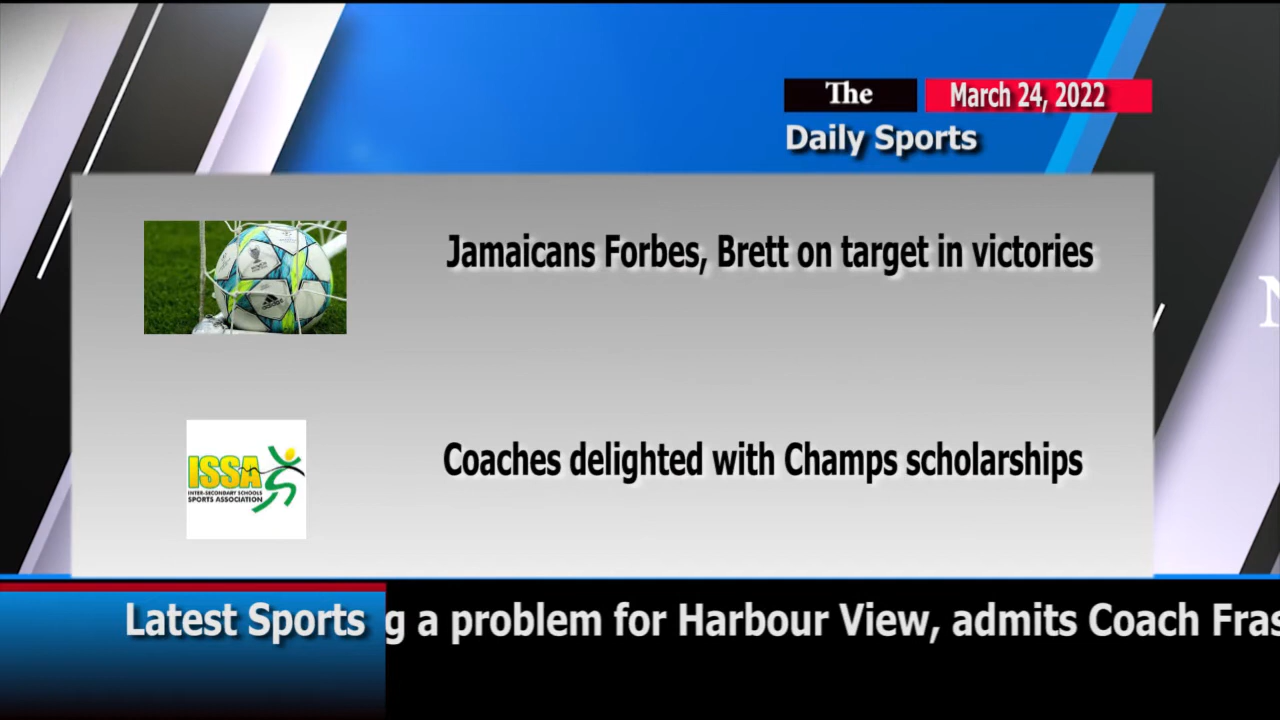 The
March 24, 2022
Daily Sports
Jamaicans Forbes, Brett on target in victories
ISSA
INTER-SECONDARY SCHOOLS
SPORTS ASSOCIATION
Coaches delighted with Champs scholarships
Latest Sports
g a problem for Harbour View, admits Coach Fras